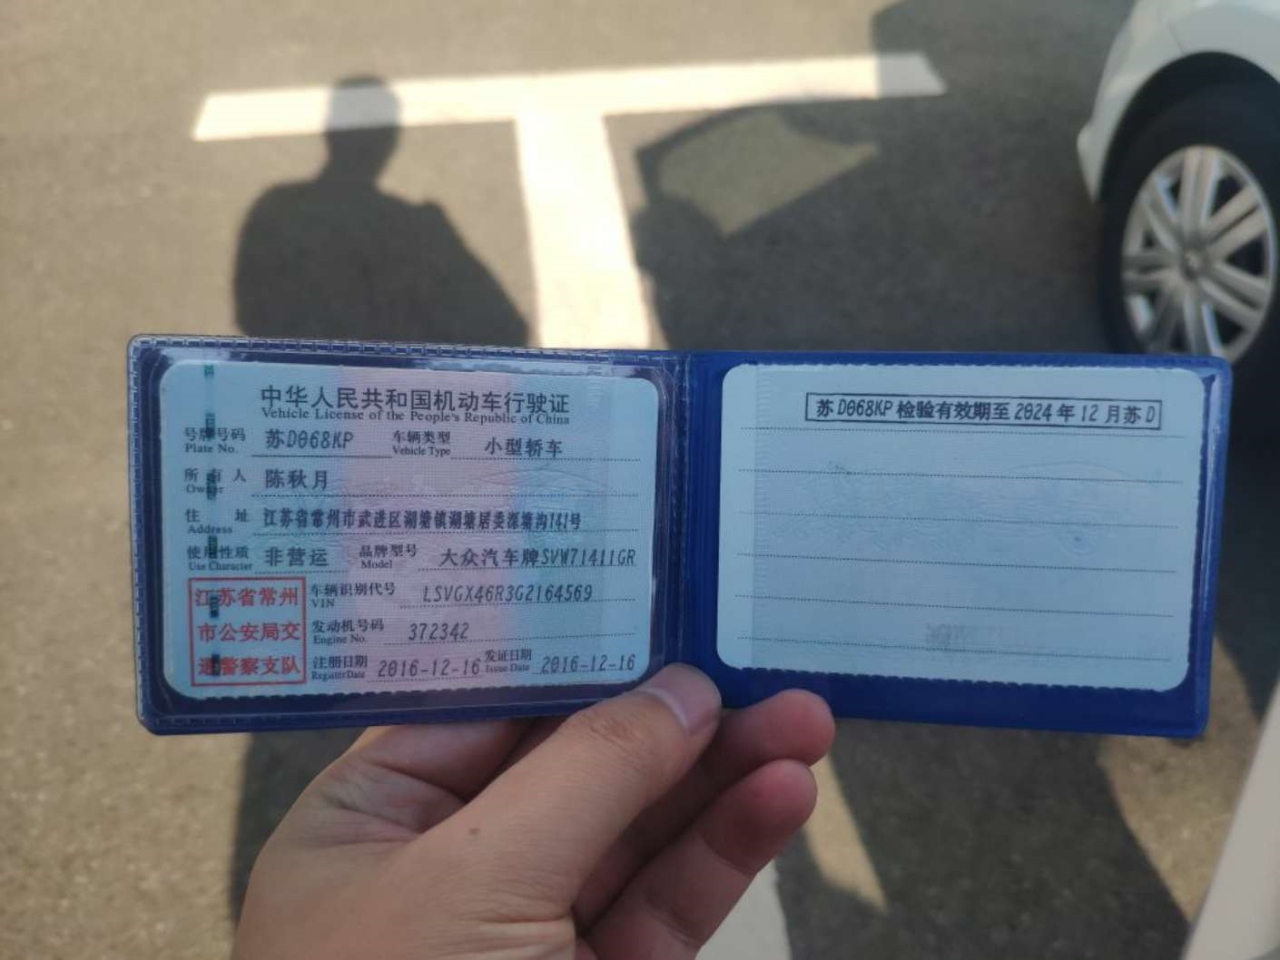 中华人民共和国机动车行驶证
Vehicle License of the People's Republic of China
号牌号码 苏D068KP 车辆类型 小型轿车
Plate No. Vehicle Type
所有人 陈秋月
Owner
住址 江苏省常州市武进区湖塘镇湖塘居委深塘沟141号
Address
使用性质 非营运 品牌型号 大众汽车牌SVW71411GR
Use Character Model
江苏省常州
市公安局交
通警察支队
车辆识别代号 LSVGX46R3G2164569
VIN
发动机号码 372342
Engine No.
注册日期 2016-12-16 发证日期 2016-12-16
Register Date Issue Date
苏D068KP 检验有效期至 2024年12月苏D